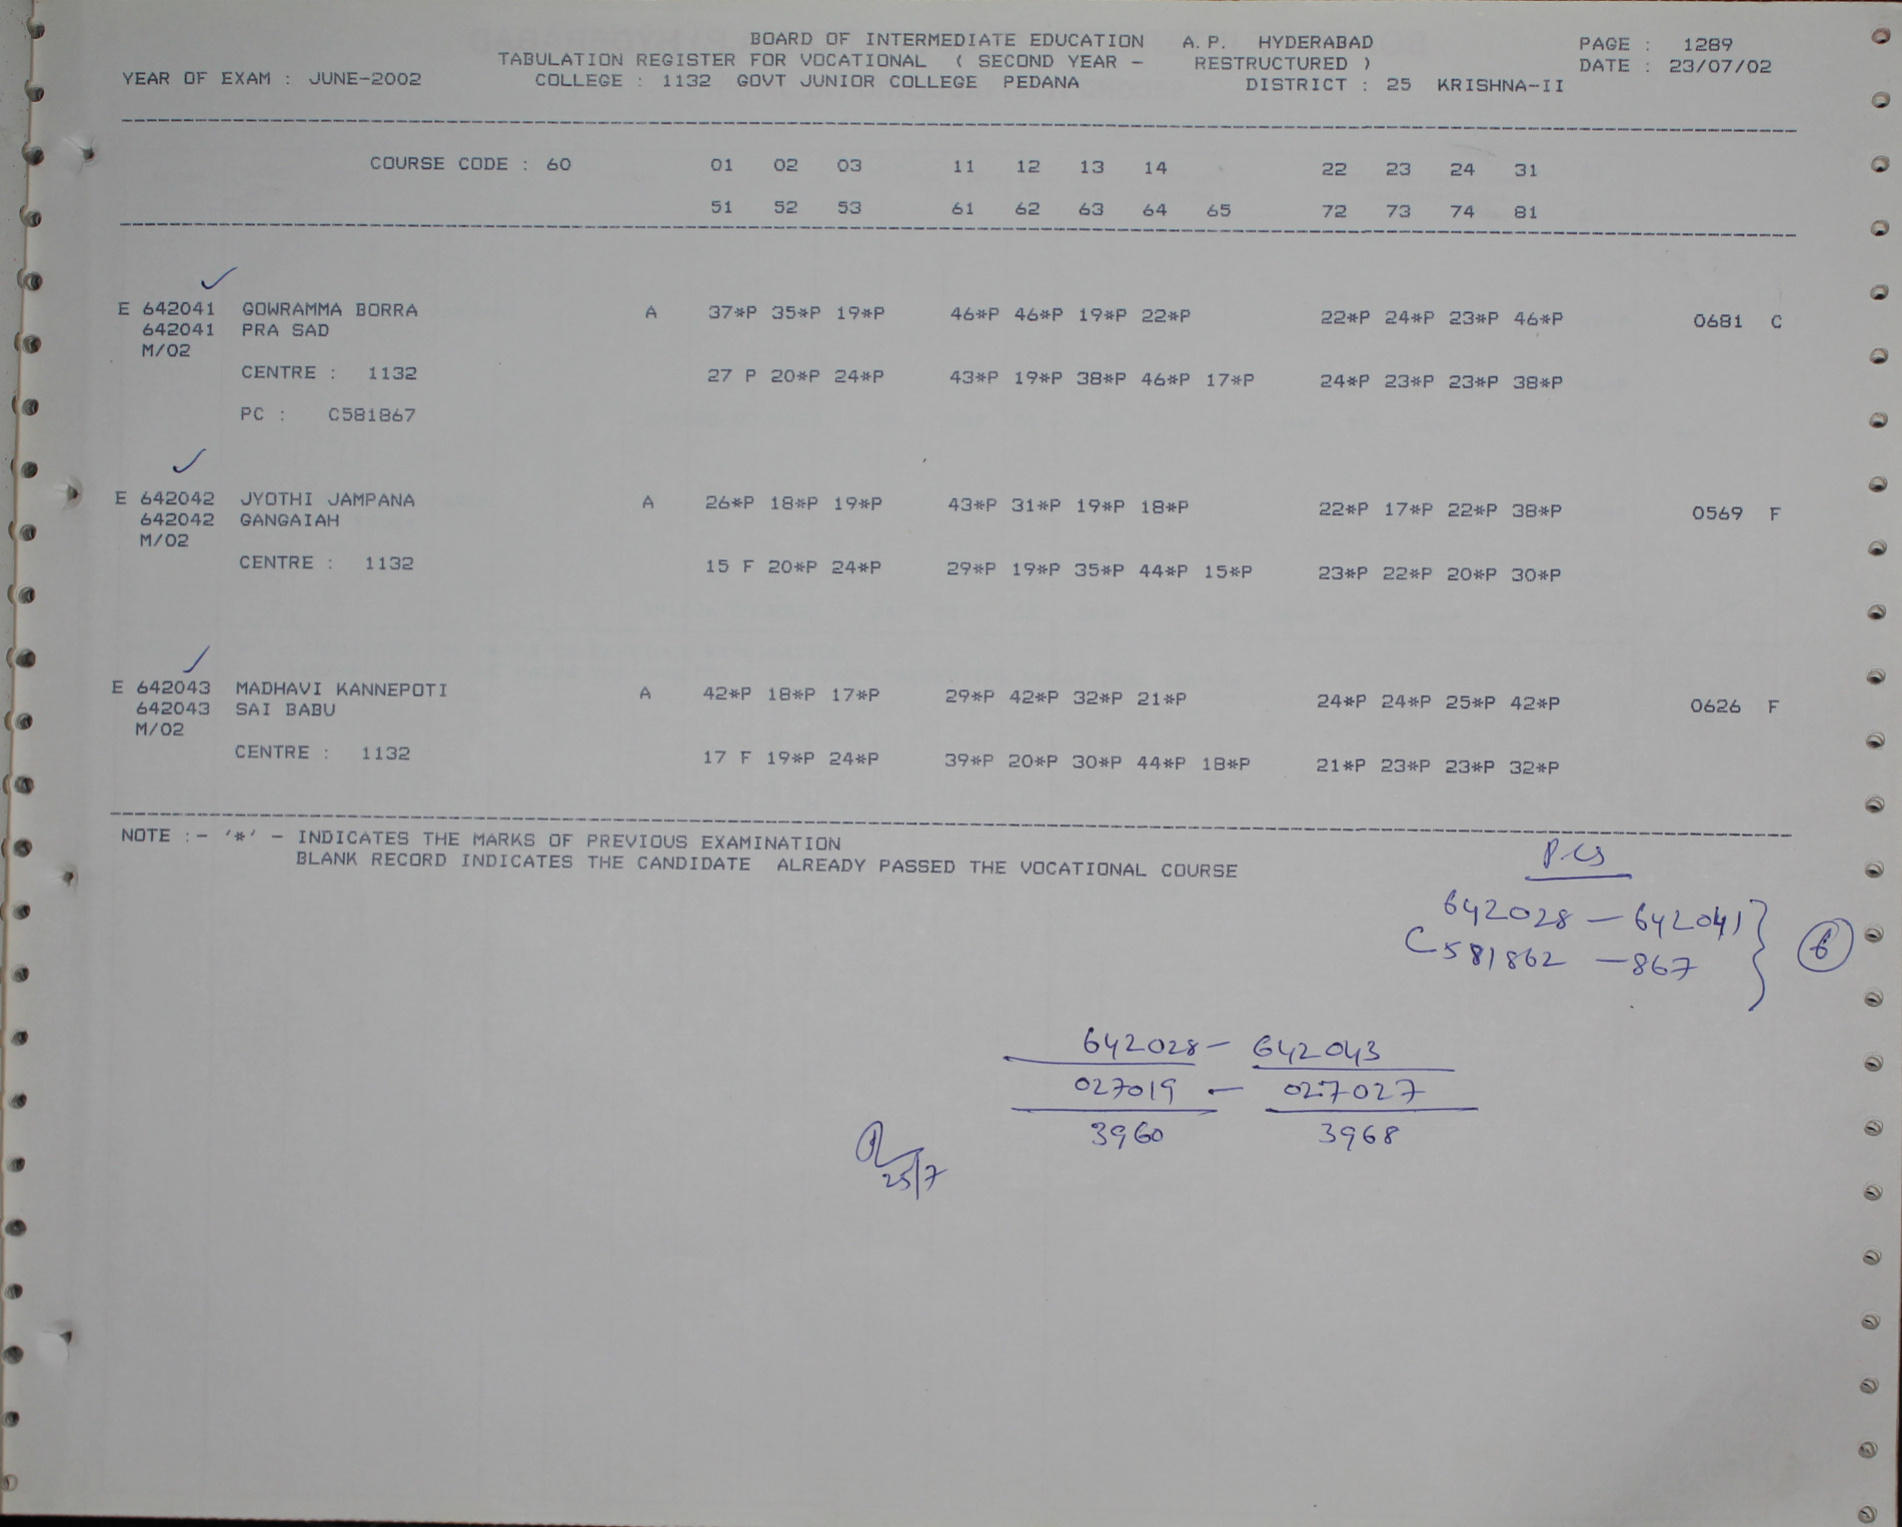 BOARD OF INTERMEDIATE EDUCATION A.P. HYDERABAD PAGE : 1289
TABULATION REGISTER FOR VOCATIONAL ( SECOND YEAR - RESTRUCTURED ) DATE : 23/07/02
YEAR OF EXAM : JUNE-2002 COLLEGE : 1132 GOVT JUNIOR COLLEGE PEDANA DISTRICT : 25 KRISHNA-II
COURSE CODE : 60 01 02 03 11 12 13 14 22 23 24 31
51 52 53 61 62 63 64 65 72 73 74 81
E 642041 GOWRAMMA BORRA A 37*P 35*P 19*P 46*P 46*P 19*P 22*P 22*P 24*P 23*P 46*P 0681 C
642041 PRA SAD
M/02
CENTRE : 1132 27 P 20*P 24*P 43*P 19*P 38*P 46*P 17*P 24*P 23*P 23*P 38*P
PC : C581867
E 642042 JYOTHI JAMPANA A 26*P 18*P 19*P 43*P 31*P 19*P 18*P 22*P 17*P 22*P 38*P 0569 F
642042 GANGAIAH
M/02
CENTRE : 1132 15 F 20*P 24*P 29*P 19*P 35*P 44*P 15*P 23*P 22*P 20*P 30*P
E 642043 MADHAVI KANNEPOTI A 42*P 18*P 17*P 29*P 42*P 32*P 21*P 24*P 24*P 25*P 42*P 0626 F
642043 SAI BABU
M/02
CENTRE : 1132 17 F 19*P 24*P 39*P 20*P 30*P 44*P 18*P 21*P 23*P 23*P 32*P
NOTE :- '*' - INDICATES THE MARKS OF PREVIOUS EXAMINATION
BLANK RECORD INDICATES THE CANDIDATE ALREADY PASSED THE VOCATIONAL COURSE
P.Cs
642028 - 642041
C581862 - 867 } 6
642028 - 642043
027019 - 027027
3960 3968
25/7